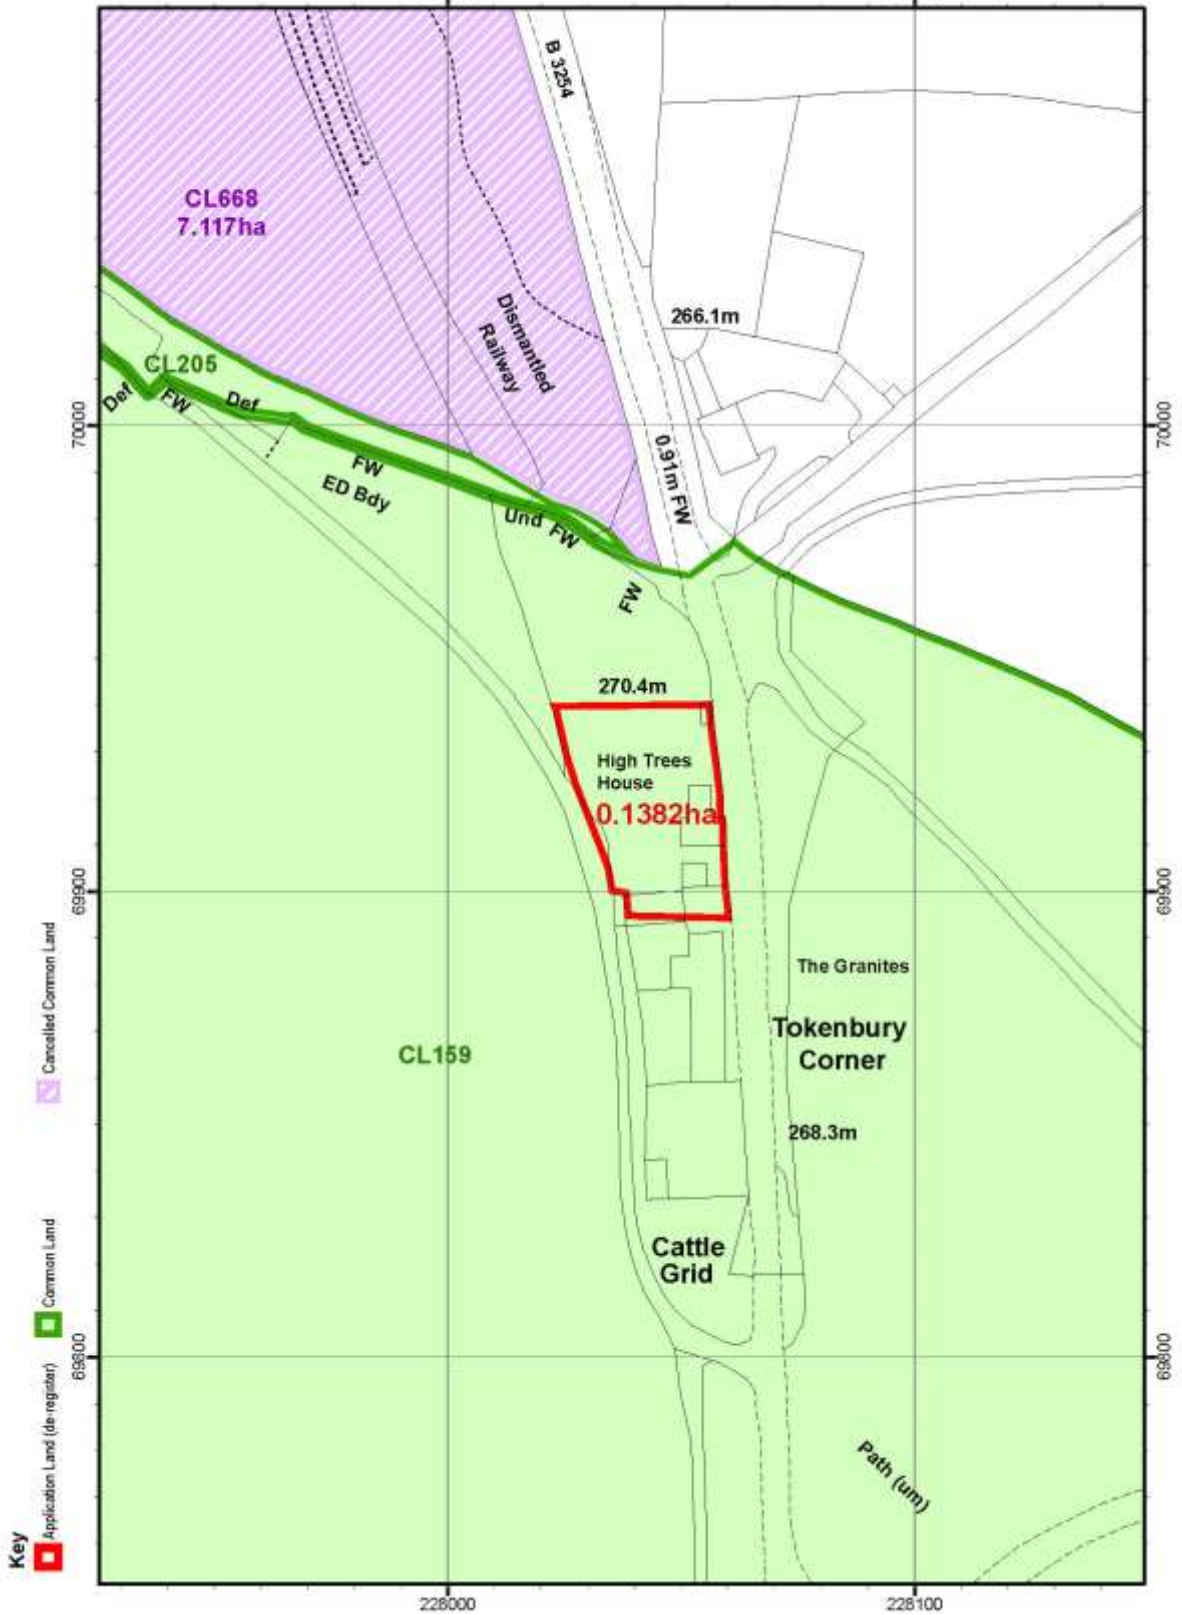 B 3254
CL668
7.117ha
Dismantled
Railway
266.1m
CL205
Def
FW
Def
70000
70000
0.91m FW
FW
ED Bdy
Und
FW
FW
270.4m
High Trees
House
0.1382ha
69900
69900
The Granites
Tokenbury
Corner
CL159
268.3m
Cattle
Grid
69800
69800
Path (um)
228000
228100
Key
Application Land (de-register)
Common Land
Cancelled Common Land